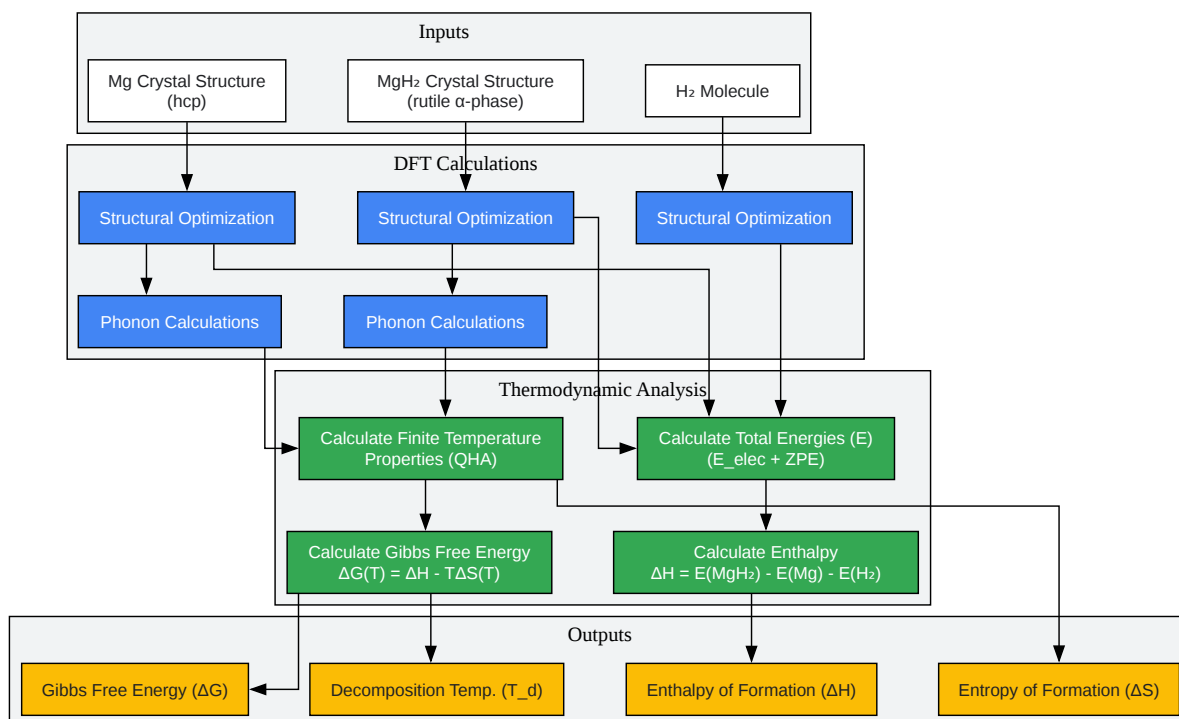 Inputs
Mg Crystal Structure
(hcp)
MgH₂ Crystal Structure
(rutile α-phase)
H₂ Molecule
DFT Calculations
Structural Optimization
Structural Optimization
Structural Optimization
Phonon Calculations
Phonon Calculations
Thermodynamic Analysis
Calculate Finite Temperature
Properties (QHA)
Calculate Total Energies (E)
(E_elec + ZPE)
Calculate Gibbs Free Energy
ΔG(T) = ΔH - TΔS(T)
Calculate Enthalpy
ΔH = E(MgH₂) - E(Mg) - E(H₂)
Outputs
Gibbs Free Energy (ΔG)
Decomposition Temp. (T_d)
Enthalpy of Formation (ΔH)
Entropy of Formation (ΔS)